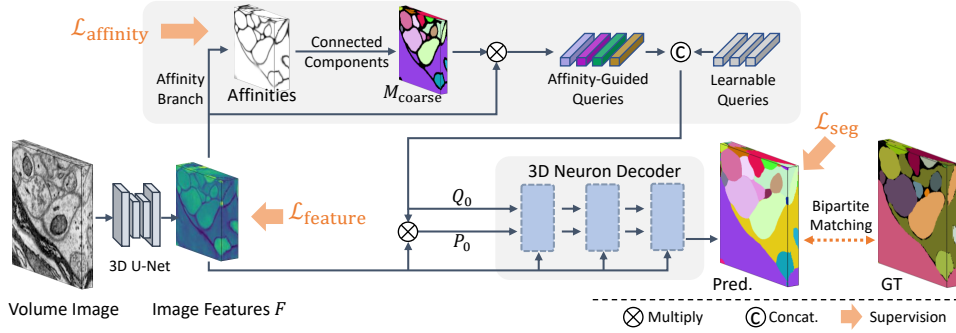 ℒaffinity
Affinity
Branch
Affinities
Connected
Components
Mcoarse
Affinity-Guided
Queries
C
Learnable
Queries
ℒseg
3D Neuron Decoder
ℒfeature
Q0
P0
Bipartite
Matching
3D U-Net
Volume Image
Image Features F
Pred.
GT
Multiply
C Concat.
Supervision